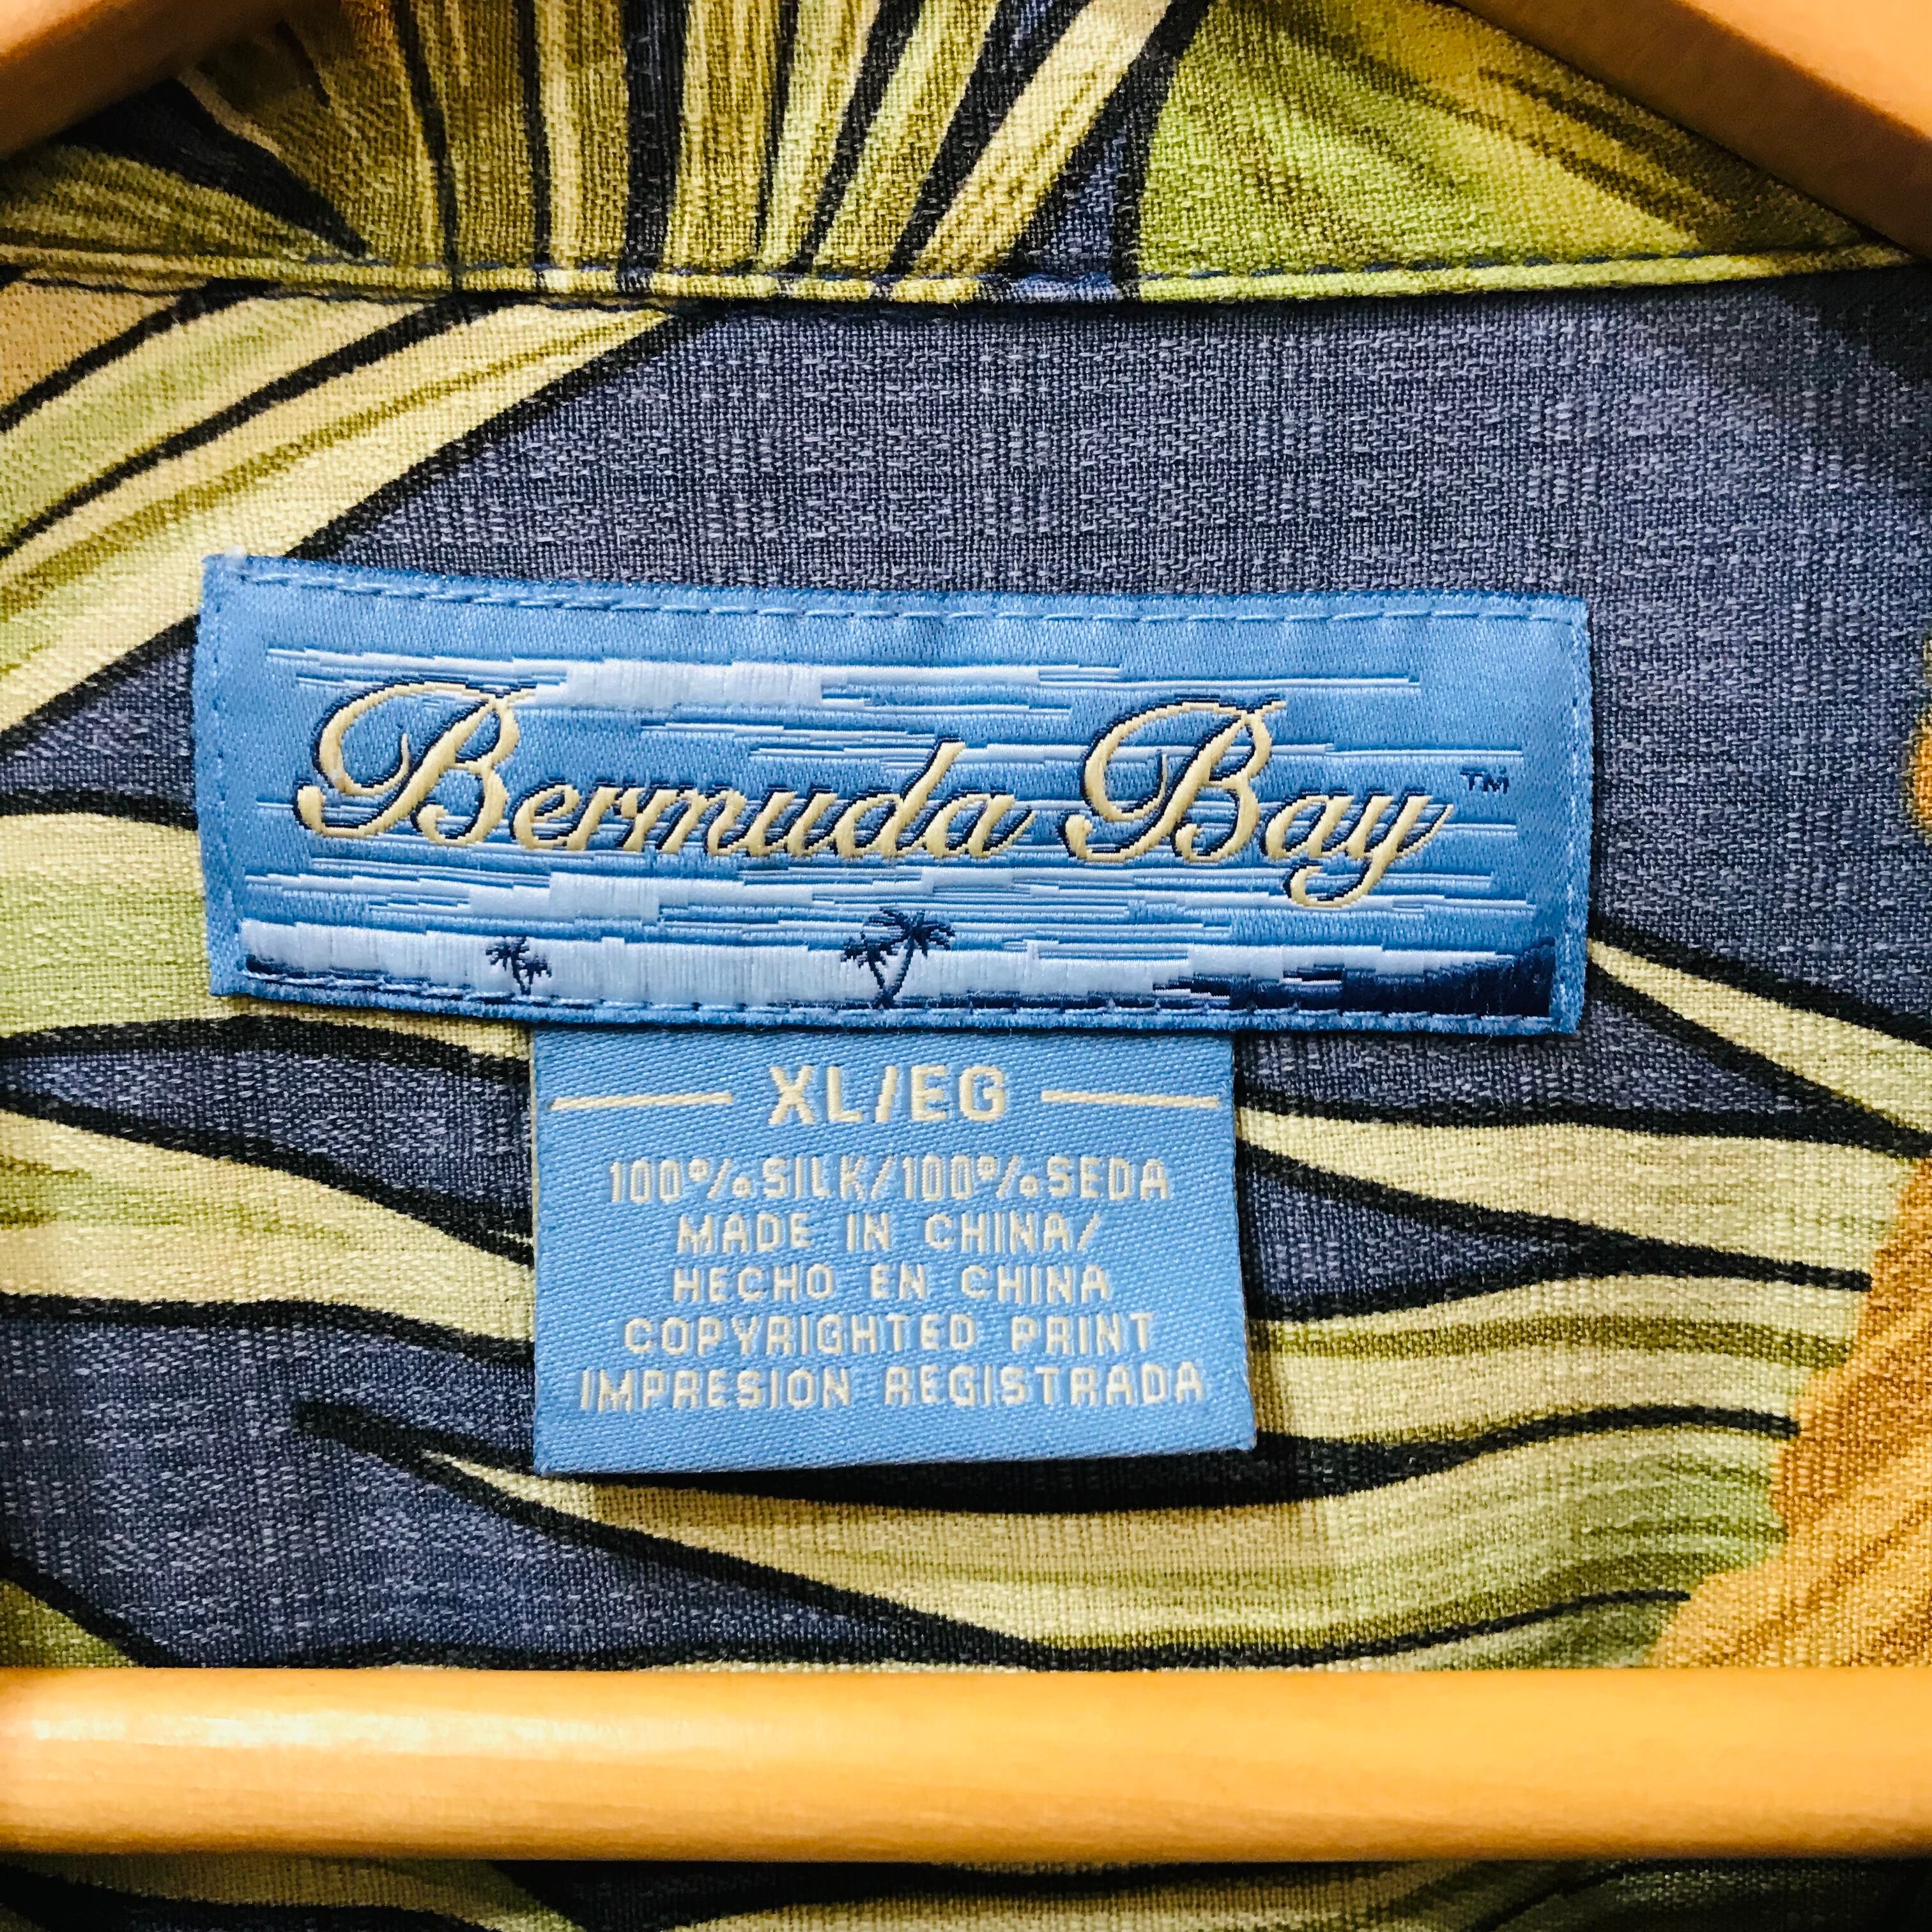 Bermuda Bay™
XL/EG
100%SILK/100%SEDA
MADE IN CHINA/
HECHO EN CHINA
COPYRIGHTED PRINT
IMPRESION REGISTRADA